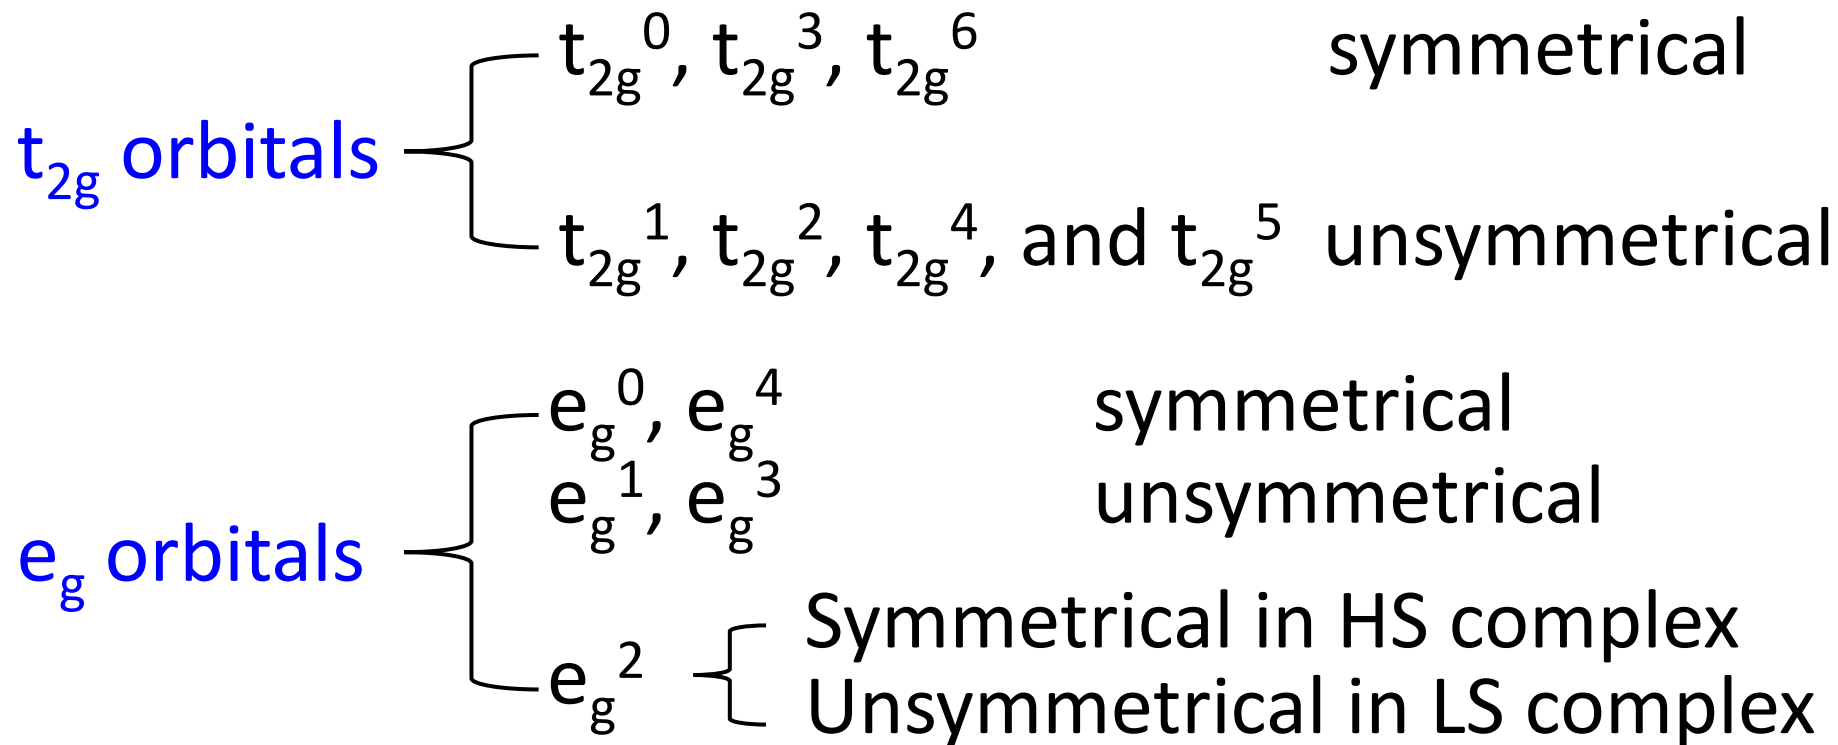 t₂g⁰, t₂g³, t₂g⁶ symmetrical
t₂g orbitals
t₂g¹, t₂g², t₂g⁴, and t₂g⁵ unsymmetrical
eg⁰, eg⁴ symmetrical
eg¹, eg³ unsymmetrical
eg orbitals
Symmetrical in HS complex
eg²
Unsymmetrical in LS complex